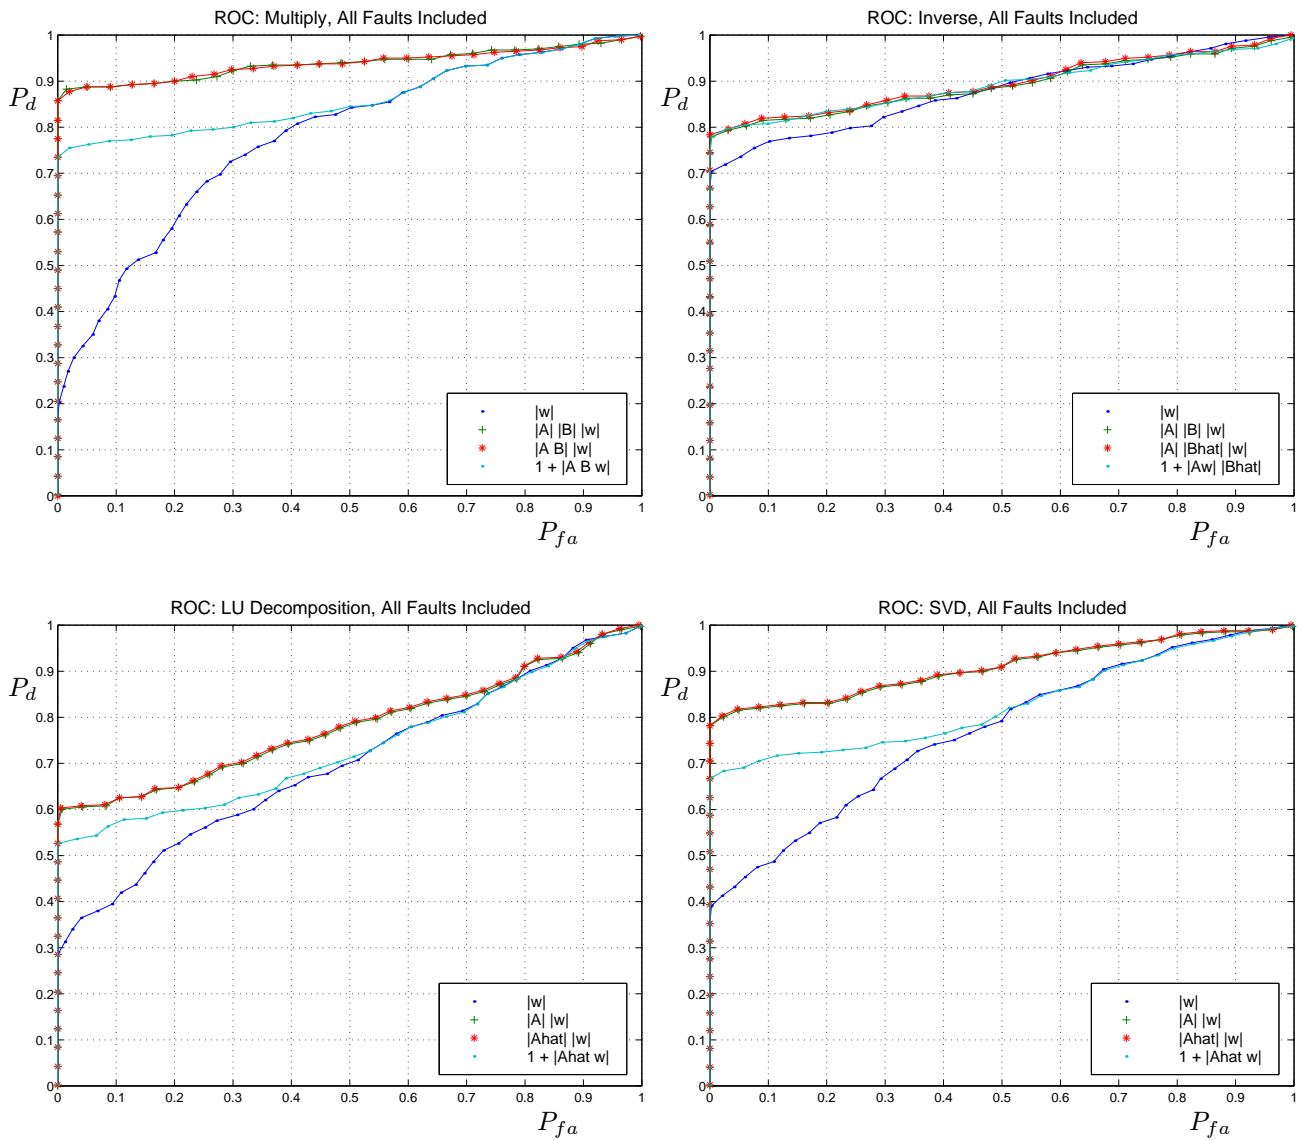 ROC: Multiply, All Faults Included
1
0.9
P_d
0.8
0.7
0.6
0.5
0.4
0.3
0.2
0.1
0
|w|
|A| |B| |w|
|A B| |w|
1 + |A B w|
0 0.1 0.2 0.3 0.4 0.5 0.6 0.7 0.8 0.9 1
P_fa
ROC: Inverse, All Faults Included
1
0.9
P_d
0.8
0.7
0.6
0.5
0.4
0.3
0.2
0.1
0
|w|
|A| |B| |w|
|A| |Bhat| |w|
1 + |Aw| |Bhat|
0 0.1 0.2 0.3 0.4 0.5 0.6 0.7 0.8 0.9 1
P_fa
ROC: LU Decomposition, All Faults Included
1
0.9
P_d
0.8
0.7
0.6
0.5
0.4
0.3
0.2
0.1
0
|w|
|A| |w|
|Ahat| |w|
1 + |Ahat w|
0 0.1 0.2 0.3 0.4 0.5 0.6 0.7 0.8 0.9 1
P_fa
ROC: SVD, All Faults Included
1
0.9
P_d
0.8
0.7
0.6
0.5
0.4
0.3
0.2
0.1
0
|w|
|A| |w|
|Ahat| |w|
1 + |Ahat w|
0 0.1 0.2 0.3 0.4 0.5 0.6 0.7 0.8 0.9 1
P_fa